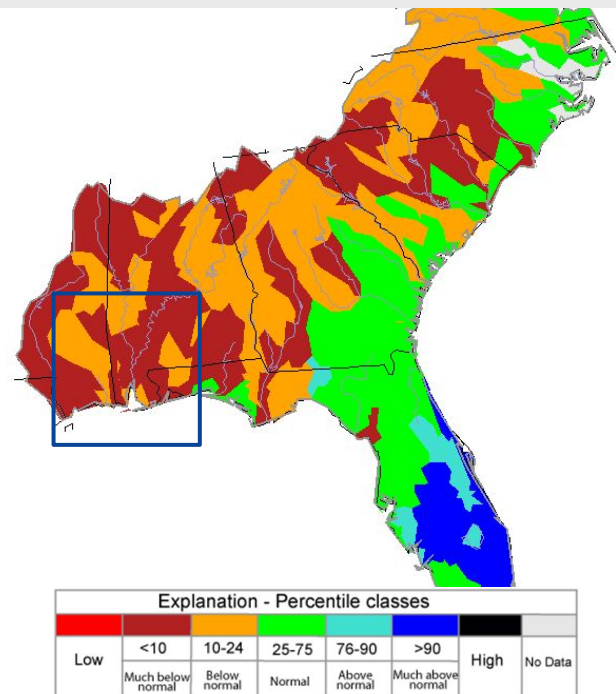 Explanation - Percentile classes
Low <10 10-24 25-75 76-90 >90 High No Data
Much below normal Below normal Normal Above normal Much above normal